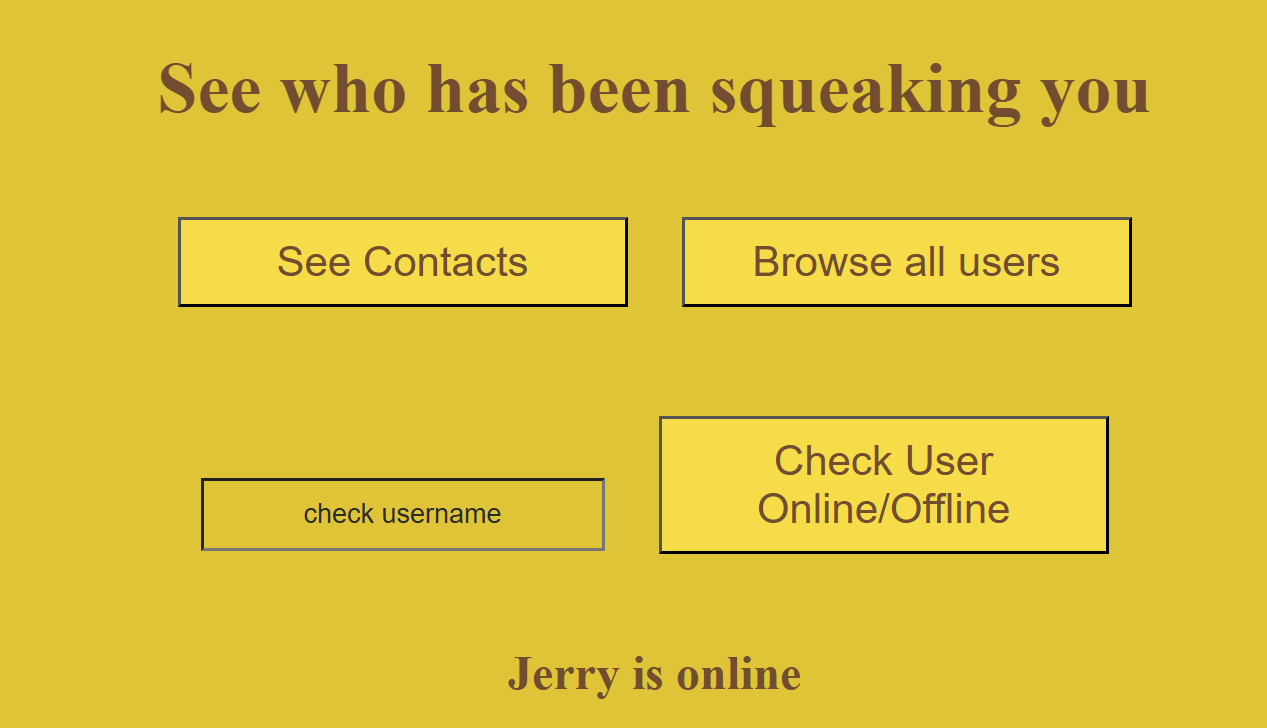 See who has been squeaking you
See Contacts
Browse all users
Check User
Online/Offline
check username
Jerry is online